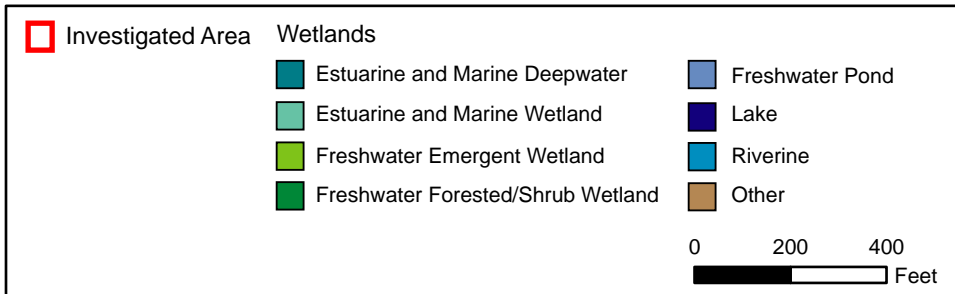 Investigated Area
Wetlands
Estuarine and Marine Deepwater
Estuarine and Marine Wetland
Freshwater Emergent Wetland
Freshwater Forested/Shrub Wetland
Freshwater Pond
Lake
Riverine
Other
0 200 400
Feet